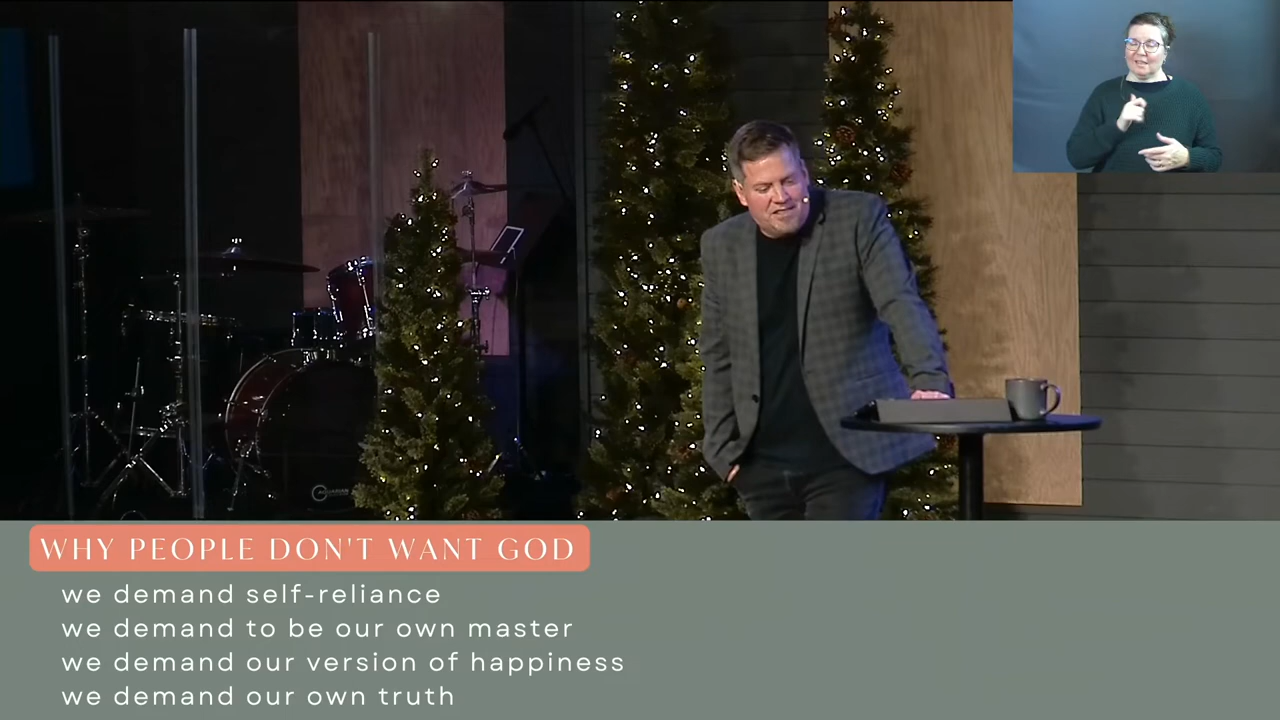 WHY PEOPLE DON'T WANT GOD
we demand self-reliance
we demand to be our own master
we demand our version of happiness
we demand our own truth